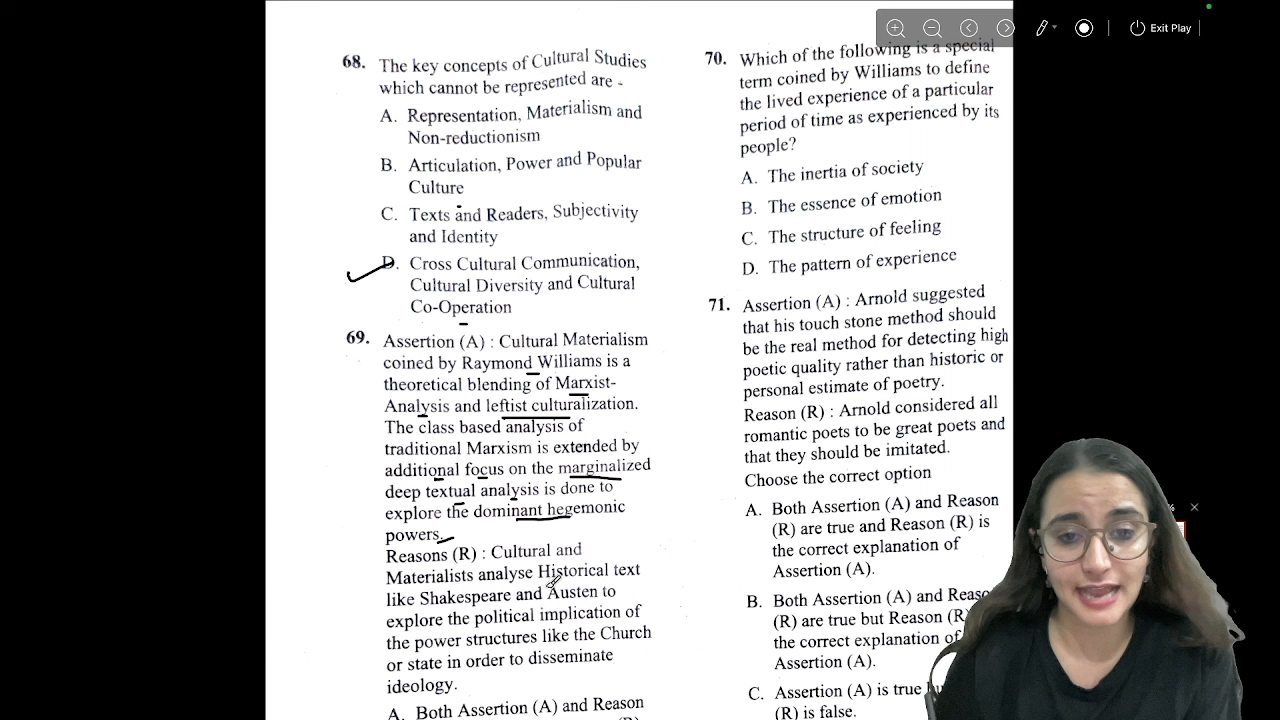 Exit Play
68. The key concepts of Cultural Studies
which cannot be represented are -
A. Representation, Materialism and
Non-reductionism
B. Articulation, Power and Popular
Culture
C. Texts and Readers, Subjectivity
and Identity
D. Cross Cultural Communication,
Cultural Diversity and Cultural
Co-Operation
69. Assertion (A) : Cultural Materialism
coined by Raymond Williams is a
theoretical blending of Marxist-
Analysis and leftist culturalization.
The class based analysis of
traditional Marxism is extended by
additional focus on the marginalized
deep textual analysis is done to
explore the dominant hegemonic
powers.
Reasons (R) : Cultural and
Materialists analyse Historical text
like Shakespeare and Austen to
explore the political implication of
the power structures like the Church
or state in order to disseminate
ideology.
A. Both Assertion (A) and Reason
70. Which of the following is a special
term coined by Williams to define
the lived experience of a particular
period of time as experienced by its
people?
A. The inertia of society
B. The essence of emotion
C. The structure of feeling
D. The pattern of experience
71. Assertion (A) : Arnold suggested
that his touch stone method should
be the real method for detecting high
poetic quality rather than historic or
personal estimate of poetry.
Reason (R) : Arnold considered all
romantic poets to be great poets and
that they should be imitated.
Choose the correct option
A. Both Assertion (A) and Reason
(R) are true and Reason (R) is
the correct explanation of
Assertion (A).
B. Both Assertion (A) and Reaso
(R) are true but Reason (R)
the correct explanation of
Assertion (A).
C. Assertion (A) is true
(R) is false.